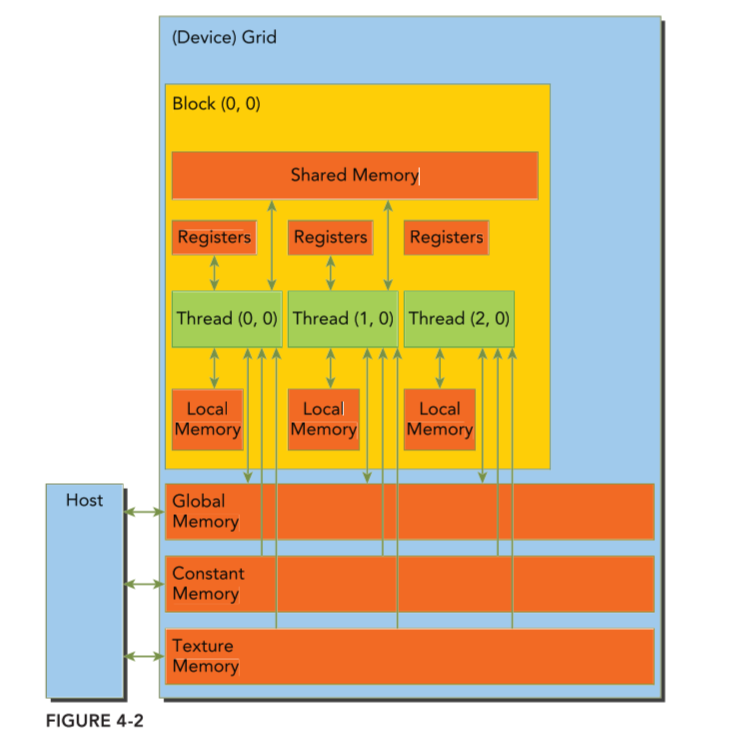 (Device) Grid
Block (0, 0)
Shared Memory
Registers
Registers
Registers
Thread (0, 0)
Thread (1, 0)
Thread (2, 0)
Local
Memory
Local
Memory
Local
Memory
Host
Global
Memory
Constant
Memory
Texture
Memory
FIGURE 4-2